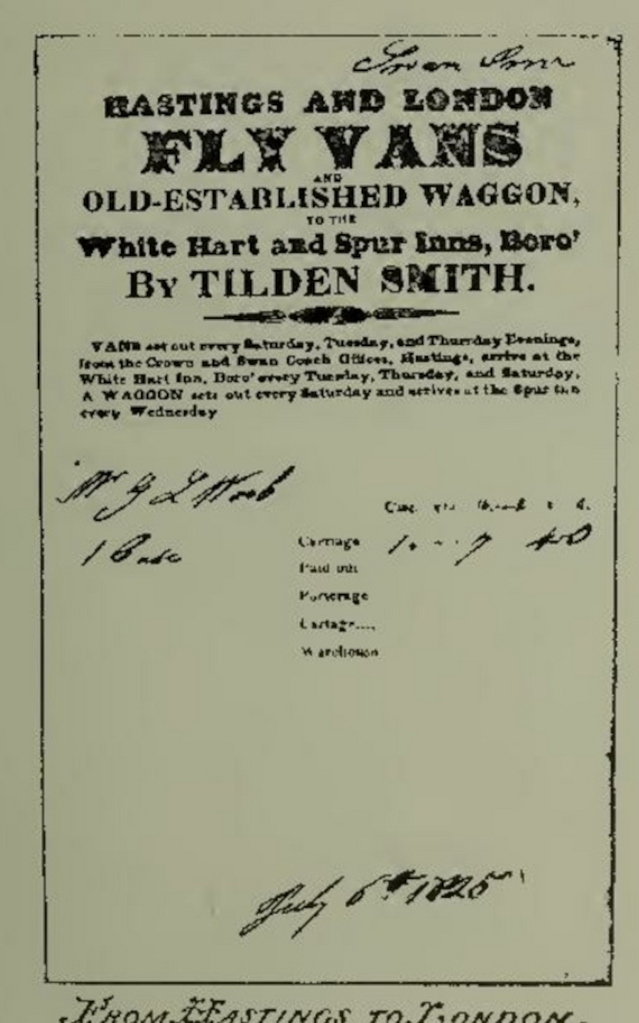 HASTINGS AND LONDON
FLY VANS
AND
OLD-ESTABLISHED WAGGON,
TO THE
White Hart and Spur Inns, Boro'
BY TILDEN SMITH.
VANS set out every Saturday, Tuesday, and Thursday Evenings,
from the Crown and Swan Coach Offices, Hastings, arrive at the
White Hart Inn, Boro' every Tuesday, Thursday, and Saturday,
A WAGGON sets out every Saturday and arrives at the Spur Inn
every Wednesday
1 Bale
Carriage
Paid out
Porterage
Cartage....
Warehouse
July 6th 1825
FROM HASTINGS TO LONDON.